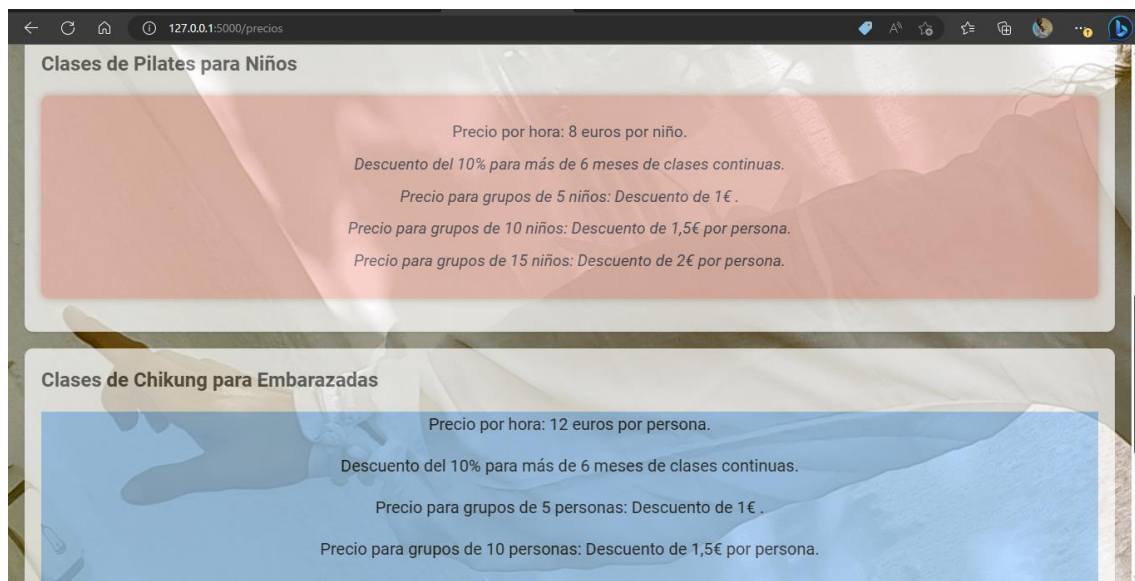 127.0.0.1:5000/precios
Clases de Pilates para Niños
Precio por hora: 8 euros por niño.
Descuento del 10% para más de 6 meses de clases continuas.
Precio para grupos de 5 niños: Descuento de 1€ .
Precio para grupos de 10 niños: Descuento de 1,5€ por persona.
Precio para grupos de 15 niños: Descuento de 2€ por persona.
Clases de Chikung para Embarazadas
Precio por hora: 12 euros por persona.
Descuento del 10% para más de 6 meses de clases continuas.
Precio para grupos de 5 personas: Descuento de 1€ .
Precio para grupos de 10 personas: Descuento de 1,5€ por persona.